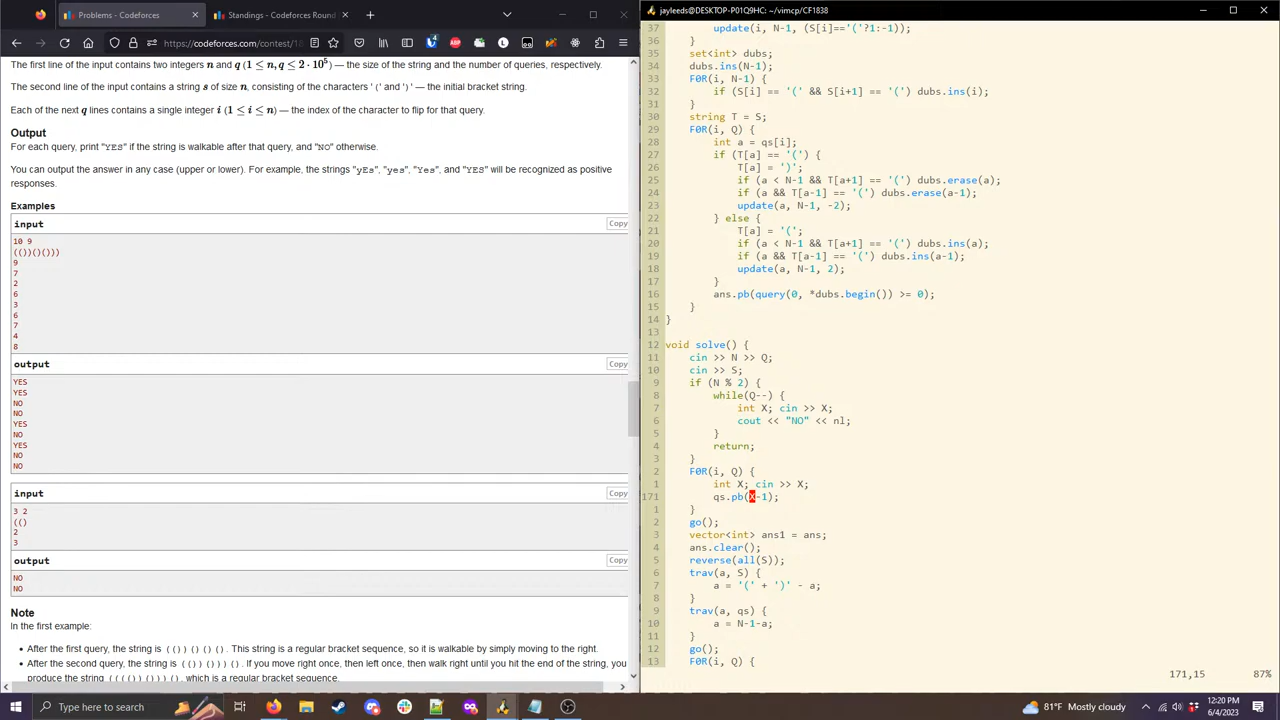 Problems - Codeforces
Standings - Codeforces Round
jayleeds@DESKTOP-P01Q9HC: ~/vimcp/CF1838
https://codeforces.com/contest/
The first line of the input contains two integers n and q (1 ≤ n, q ≤ 2 · 10^5) — the size of the string and the number of queries, respectively.
The second line of the input contains a string s of size n, consisting of the characters '(' and ')' — the initial bracket string.
Each of the next q lines contains a single integer i (1 ≤ i ≤ n) — the index of the character to flip for that query.
Output
For each query, print "YES" if the string is walkable after that query, and "NO" otherwise.
You can output the answer in any case (upper or lower). For example, the strings "yEs", "yes", "Yes", and "YES" will be recognized as positive
responses.
Examples
input
Copy
10 9
(())()()))
9
7
2
6
3
6
7
4
8
output
Copy
YES
YES
NO
NO
YES
NO
YES
NO
NO
input
Copy
3 2
(()
2
3
output
Copy
NO
NO
Note
In the first example:
After the first query, the string is (())()()(). This string is a regular bracket sequence, so it is walkable by simply moving to the right.
After the second query, the string is (())()))(). If you move right once, then left once, then walk right until you hit the end of the string, you
produce the string (((())()))(), which is a regular bracket sequence.
37 update(i, N-1, (S[i]=='('?1:-1));
36 }
35 set<int> dubs;
34 dubs.ins(N-1);
33 F0R(i, N-1) {
32 if (S[i] == '(' && S[i+1] == '(') dubs.ins(i);
31 }
30 string T = S;
29 F0R(i, Q) {
28 int a = qs[i];
27 if (T[a] == '(') {
26 T[a] = ')';
25 if (a < N-1 && T[a+1] == '(') dubs.erase(a);
24 if (a && T[a-1] == '(') dubs.erase(a-1);
23 update(a, N-1, -2);
22 } else {
21 T[a] = '(';
20 if (a < N-1 && T[a+1] == '(') dubs.ins(a);
19 if (a && T[a-1] == '(') dubs.ins(a-1);
18 update(a, N-1, 2);
17 }
16 ans.pb(query(0, *dubs.begin()) >= 0);
15 }
14 }
13
12 void solve() {
11 cin >> N >> Q;
10 cin >> S;
9 if (N % 2) {
8 while(Q--) {
7 int X; cin >> X;
6 cout << "NO" << nl;
5 }
4 return;
3 }
2 F0R(i, Q) {
1 int X; cin >> X;
171 qs.pb(X-1);
1 }
2 go();
3 vector<int> ans1 = ans;
4 ans.clear();
5 reverse(all(S));
6 trav(a, S) {
7 a = '(' + ')' - a;
8 }
9 trav(a, qs) {
10 a = N-1-a;
11 }
12 go();
13 F0R(i, Q) {
171,15 87%
Type here to search
81°F Mostly cloudy
12:20 PM
6/4/2023